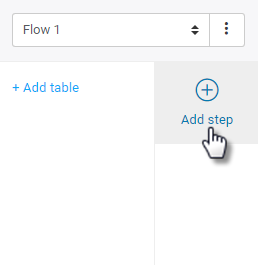 Flow 1
+ Add table
Add step